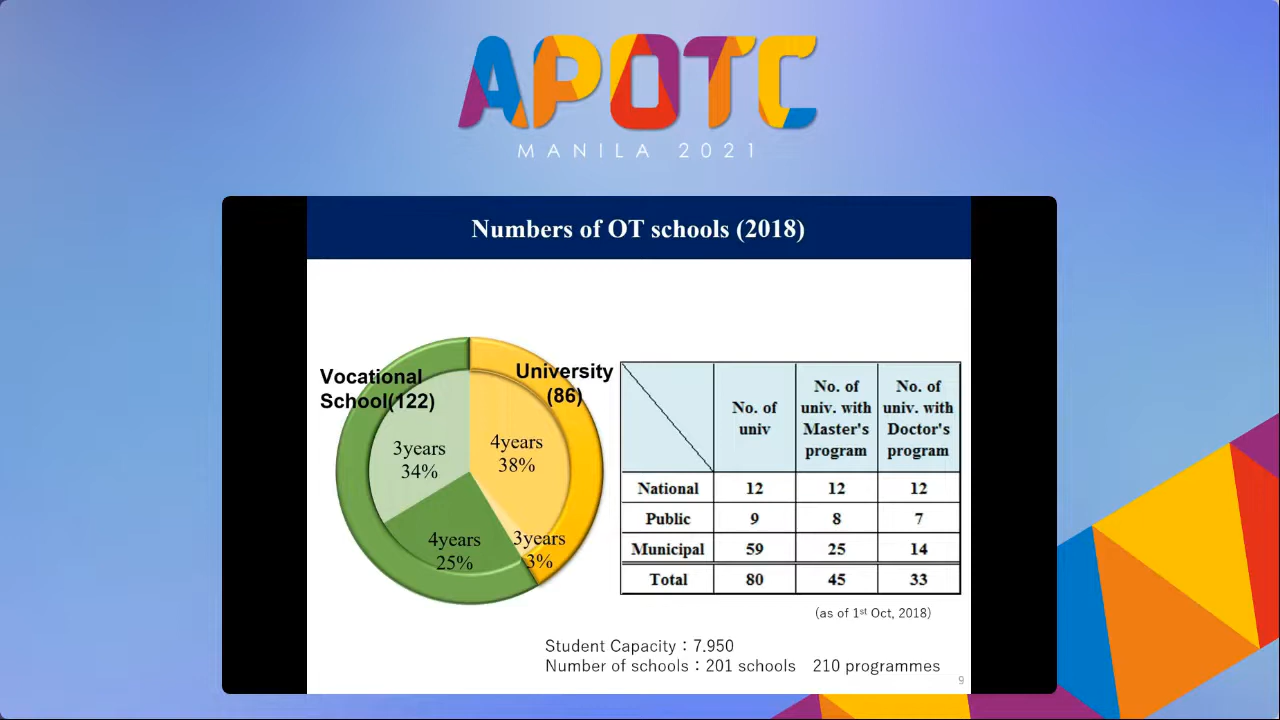 APOTC
MANILA 2021
Numbers of OT schools (2018)
Vocational
School(122)
University
(86)
3years
34%
4years
38%
4years
25%
3years
3%
No. of
univ
No. of
univ. with
Master's
program
No. of
univ. with
Doctor's
program
National 12 12 12
Public 9 8 7
Municipal 59 25 14
Total 80 45 33
(as of 1st Oct, 2018)
Student Capacity：7.950
Number of schools：201 schools 210 programmes
9